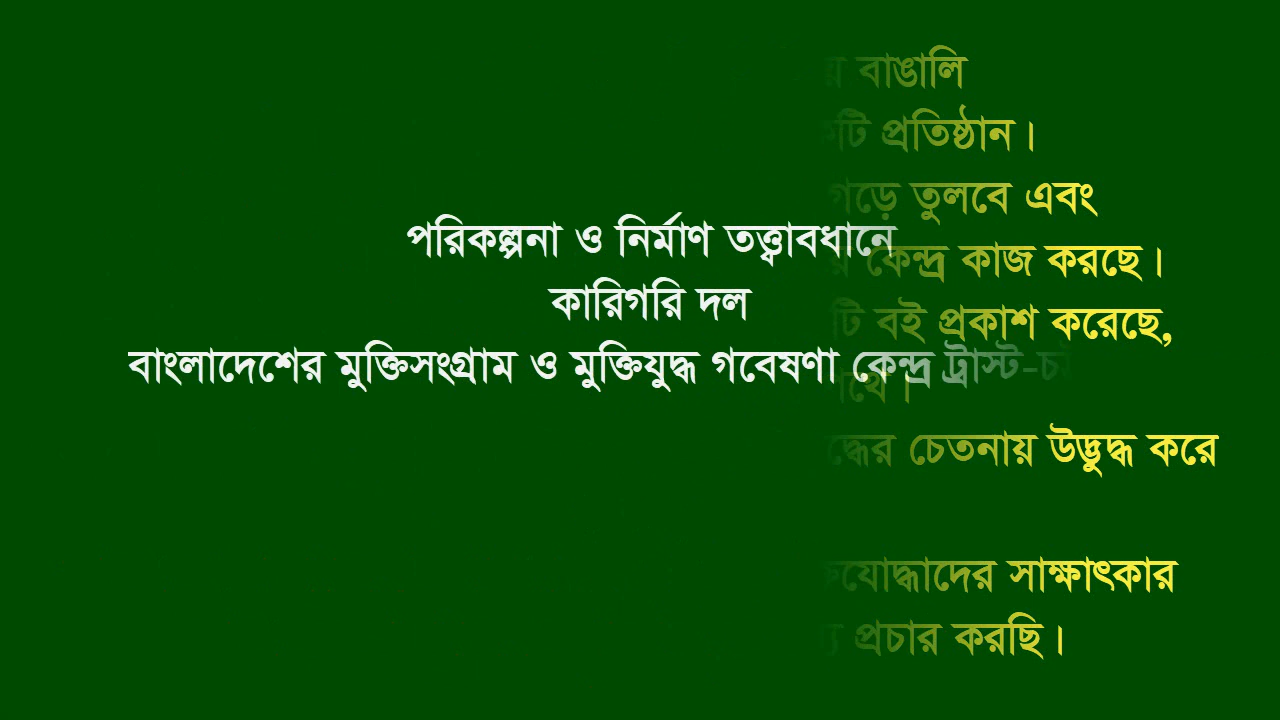 বাঙালি
প্রতিষ্ঠান।
গড়ে তুলবে এবং
পরিকল্পনা ও নির্মাণ তত্ত্বাবধানে
কেন্দ্র কাজ করছে।
কারিগরি দল
টি বই প্রকাশ করেছে,
বাংলাদেশের মুক্তিসংগ্রাম ও মুক্তিযুদ্ধ গবেষণা কেন্দ্র ট্রাস্ট-
চেতনায় উদ্ভুদ্ধ করে
সাক্ষাৎকার
প্রচার করছি।